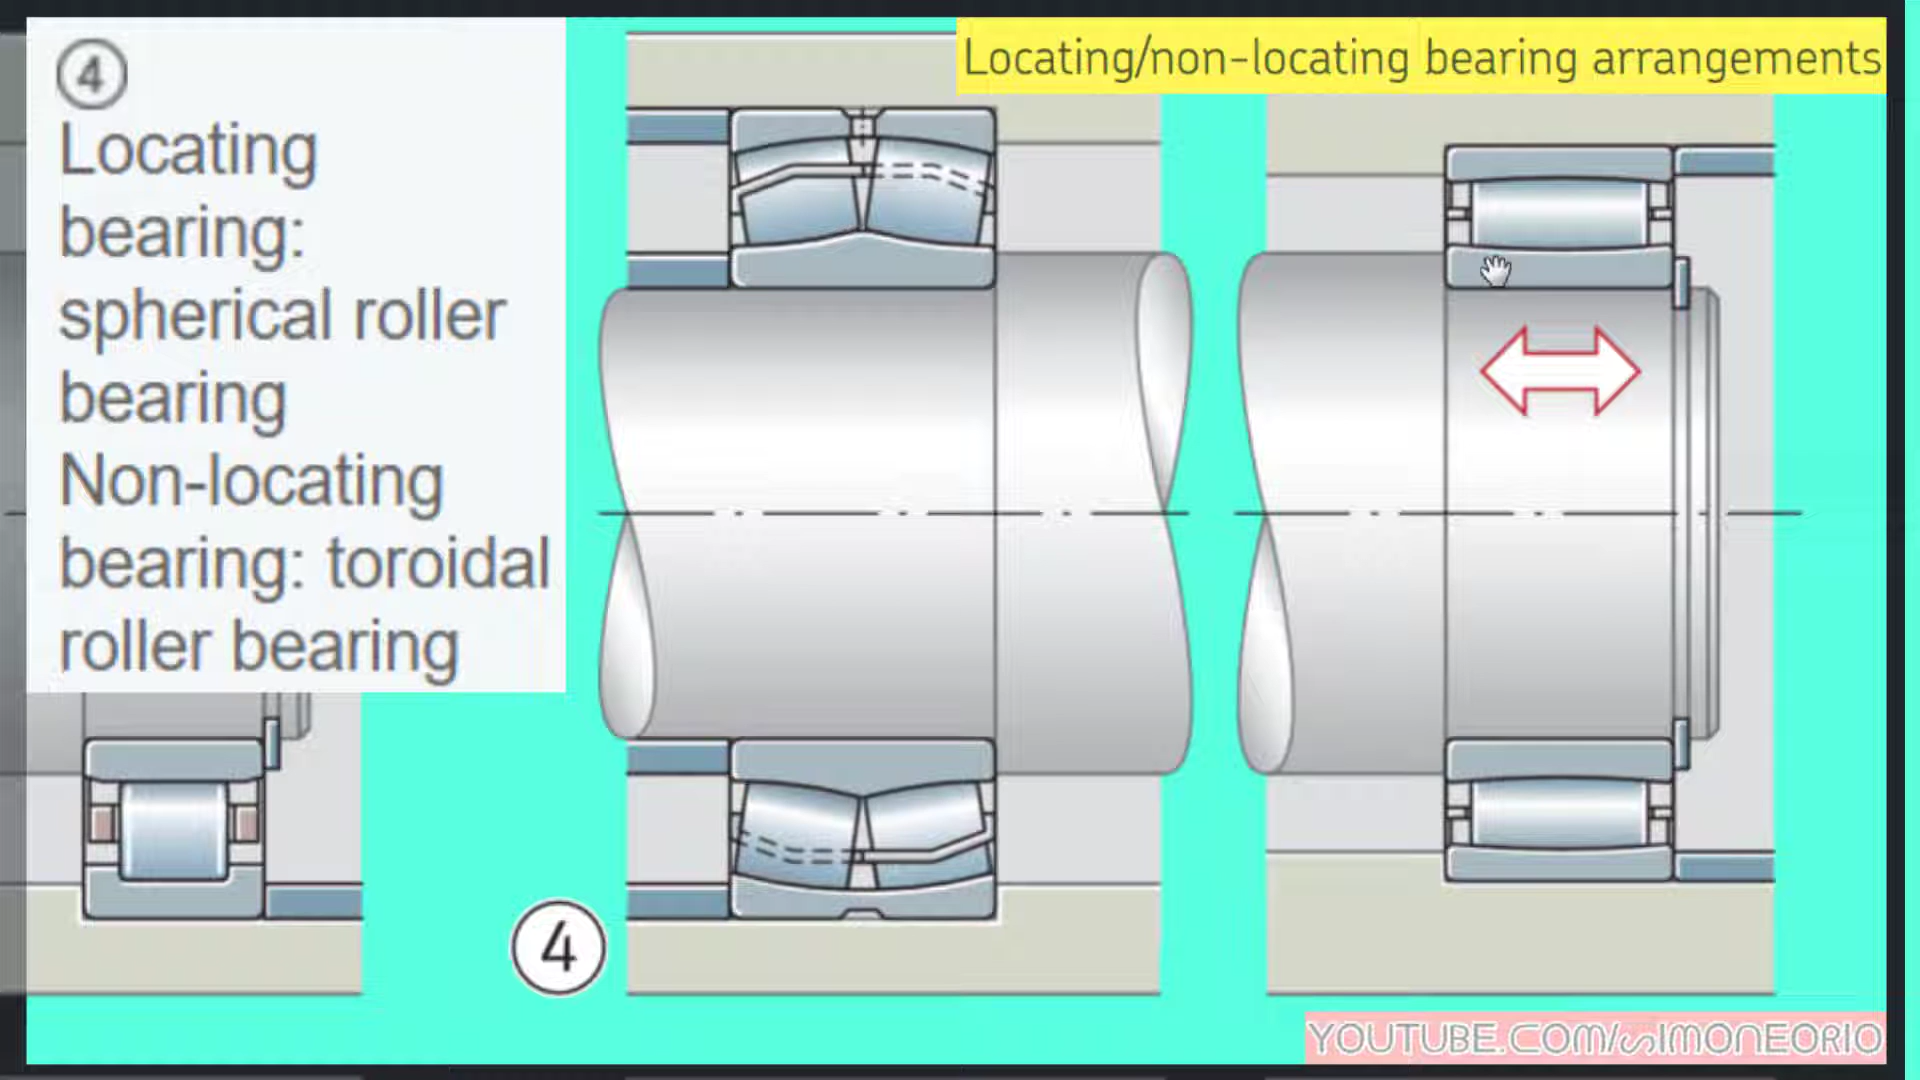 Locating/non-locating bearing arrangements
4
Locating
bearing:
spherical roller
bearing
Non-locating
bearing: toroidal
roller bearing
4
YOUTUBE.COM/SIMONEORIO